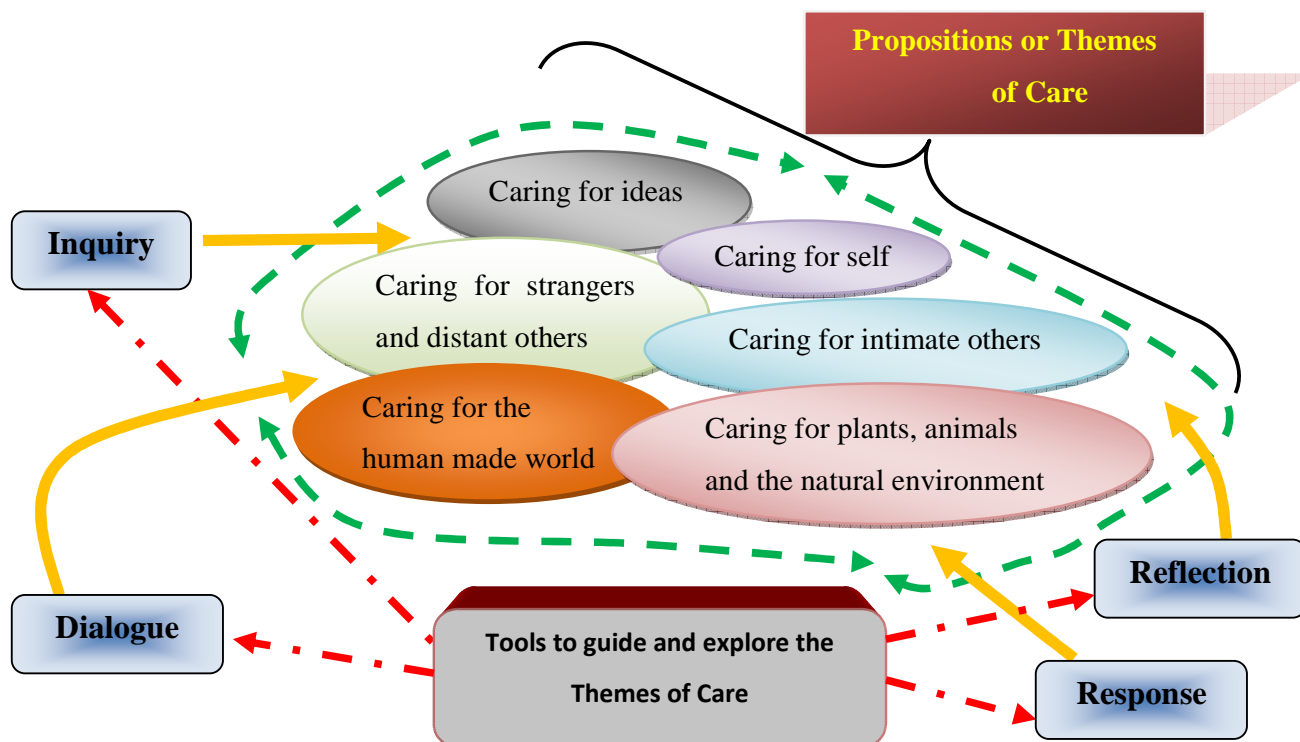 Propositions or Themes
of Care
Caring for ideas
Inquiry
Caring for self
Caring for strangers
and distant others
Caring for intimate others
Caring for the
human made world
Caring for plants, animals
and the natural environment
Reflection
Dialogue
Tools to guide and explore the
Themes of Care
Response